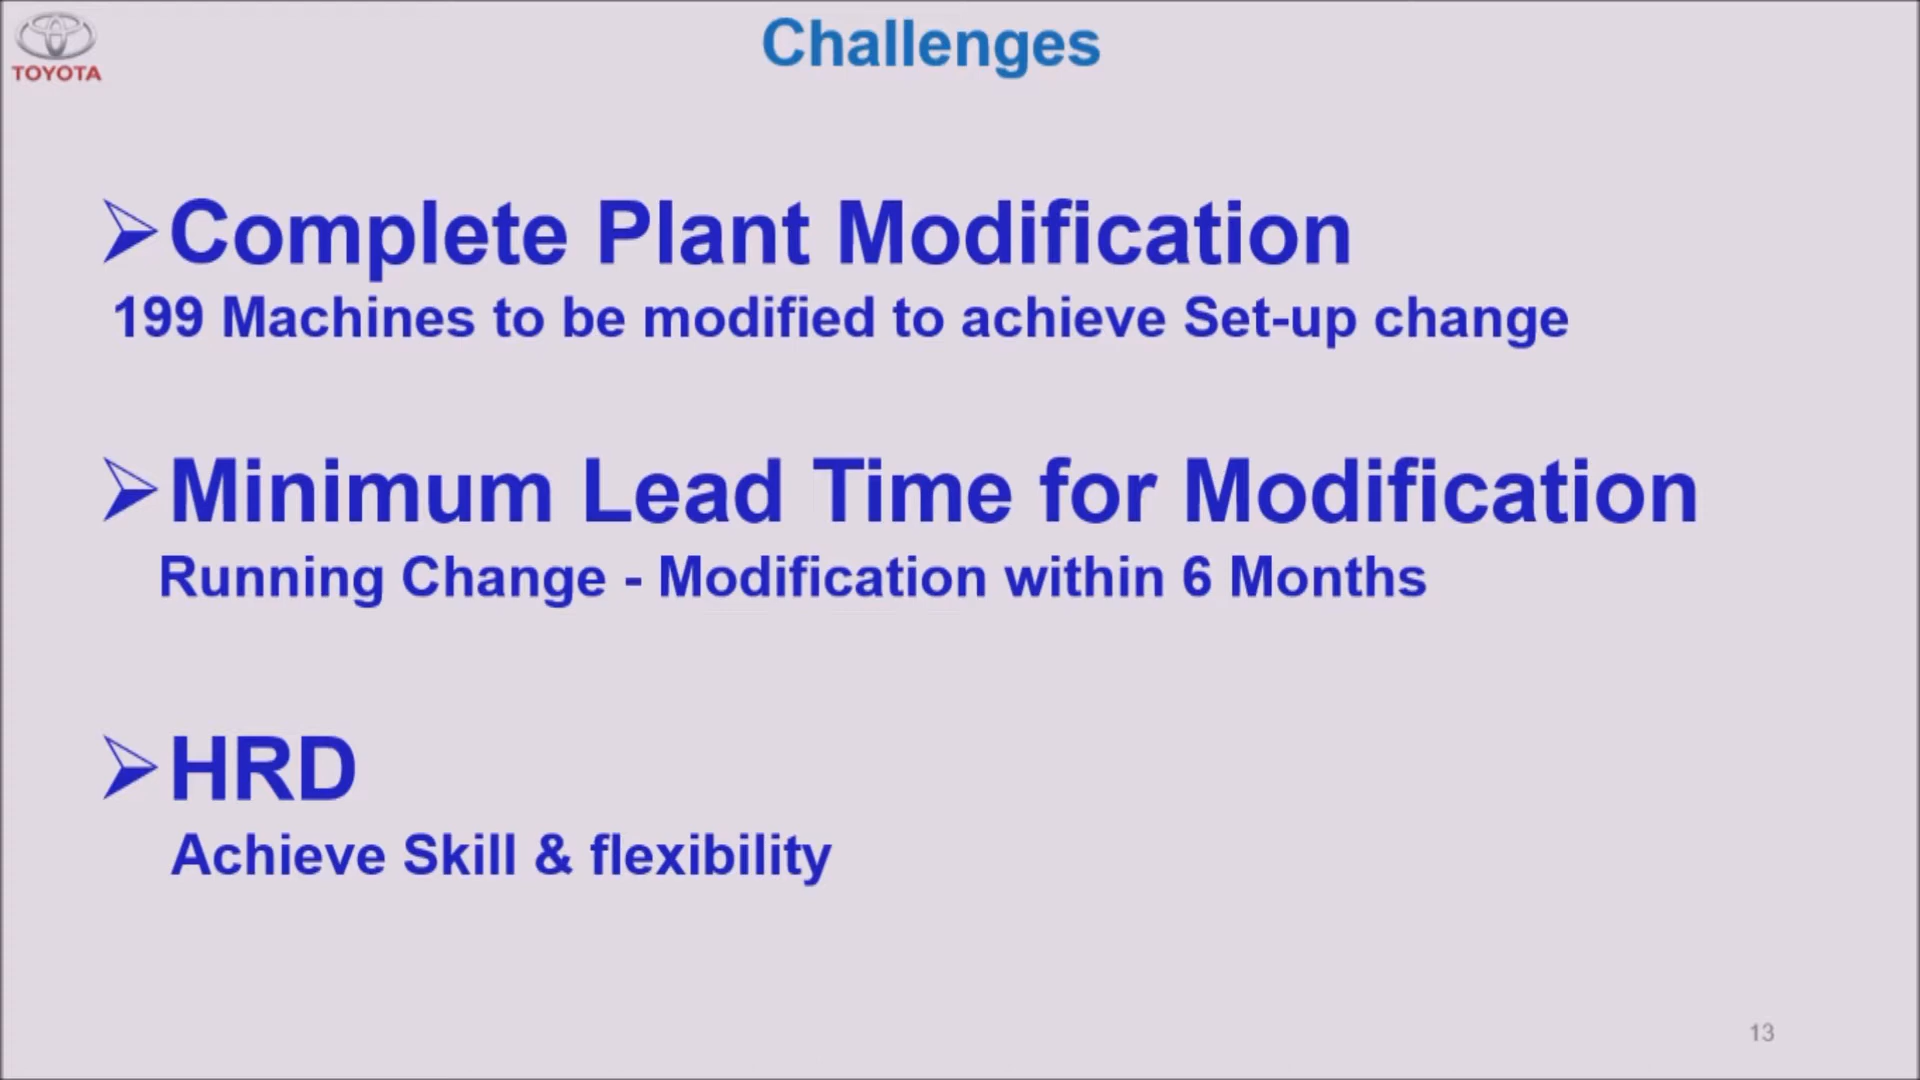 TOYOTA
Challenges
➢Complete Plant Modification
199 Machines to be modified to achieve Set-up change
➢Minimum Lead Time for Modification
Running Change - Modification within 6 Months
➢HRD
Achieve Skill & flexibility
13